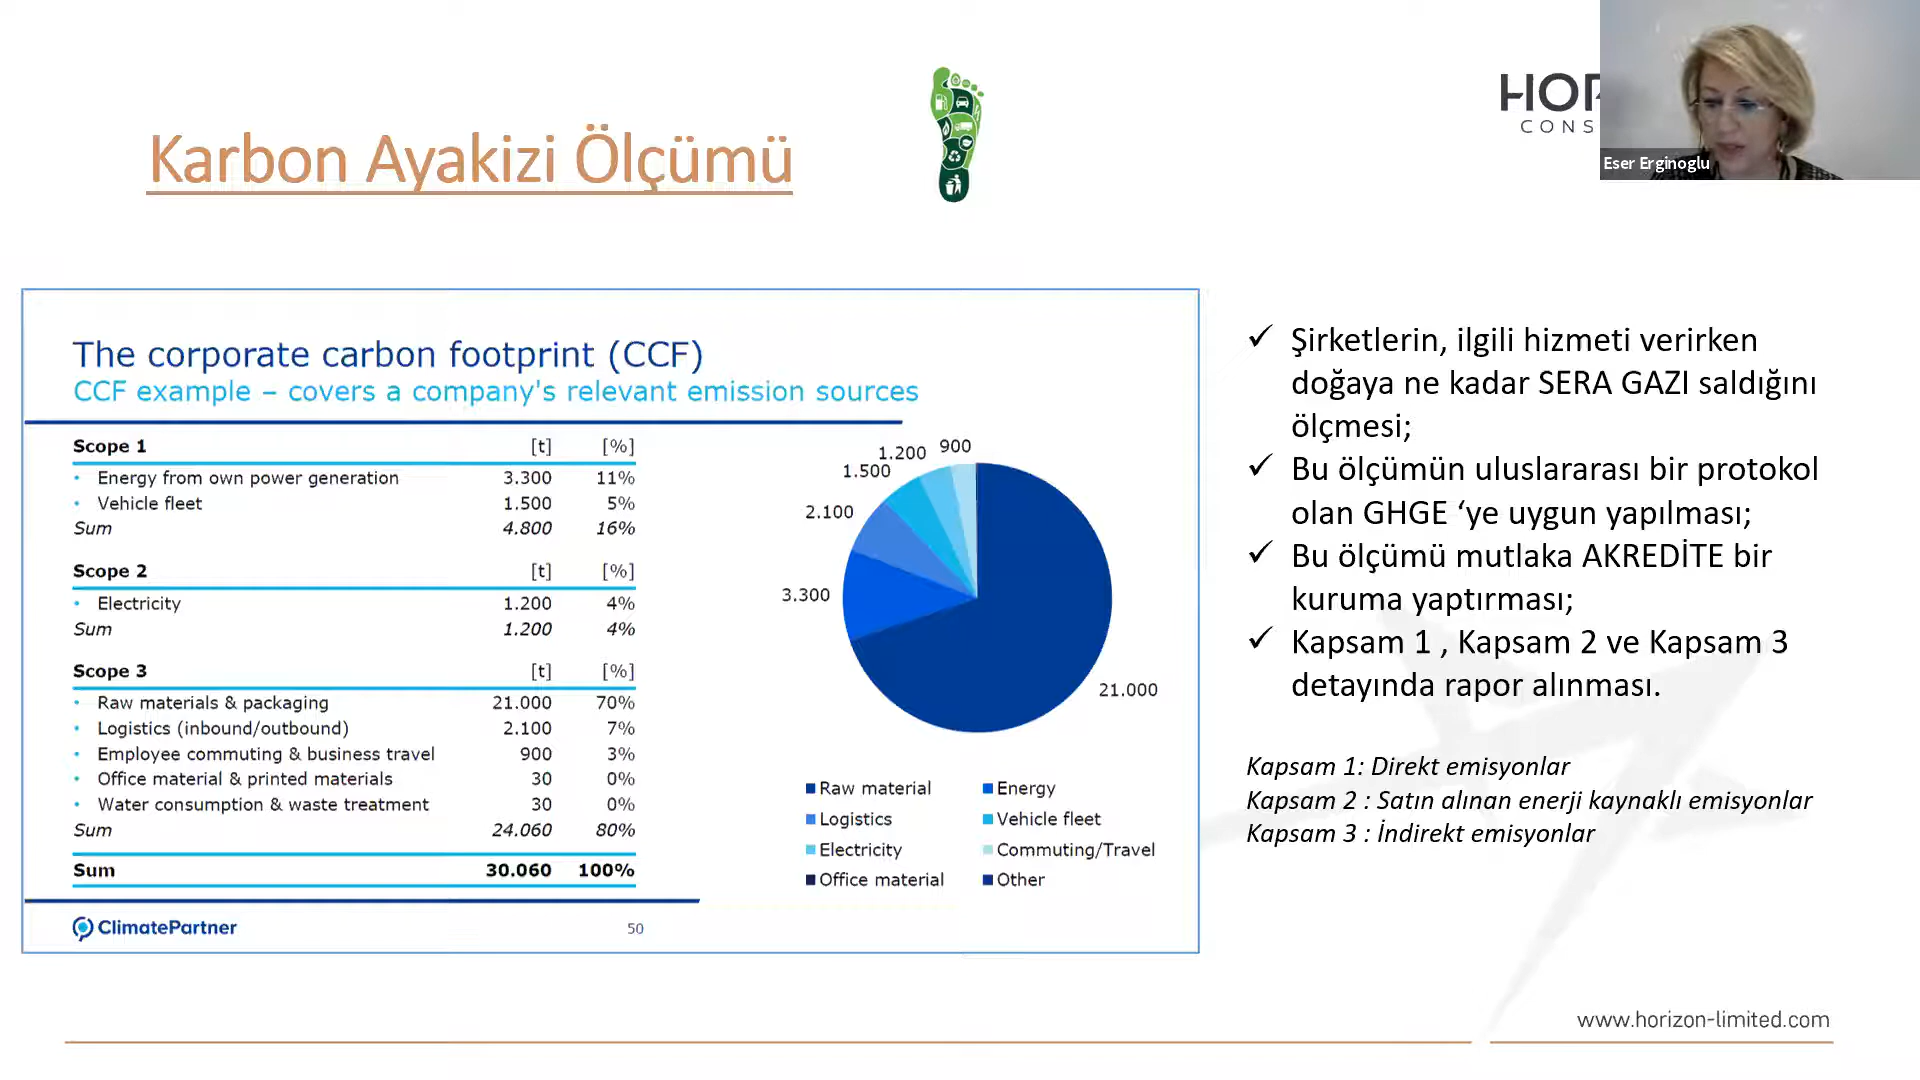 Karbon Ayakizi Ölçümü
CONS
Eser Erginoglu
The corporate carbon footprint (CCF)
CCF example – covers a company's relevant emission sources
Scope 1 [t] [%]
• Energy from own power generation 3.300 11%
• Vehicle fleet 1.500 5%
Sum 4.800 16%
Scope 2 [t] [%]
• Electricity 1.200 4%
Sum 1.200 4%
Scope 3 [t] [%]
• Raw materials & packaging 21.000 70%
• Logistics (inbound/outbound) 2.100 7%
• Employee commuting & business travel 900 3%
• Office material & printed materials 30 0%
• Water consumption & waste treatment 30 0%
Sum 24.060 80%
Sum 30.060 100%
ClimatePartner 50
900
1.200
1.500
2.100
3.300
21.000
Raw material Energy
Logistics Vehicle fleet
Electricity Commuting/Travel
Office material Other
✓ Şirketlerin, ilgili hizmeti verirken
doğaya ne kadar SERA GAZI saldığını
ölçmesi;
✓ Bu ölçümün uluslararası bir protokol
olan GHGE ‘ye uygun yapılması;
✓ Bu ölçümü mutlaka AKREDİTE bir
kuruma yaptırması;
✓ Kapsam 1 , Kapsam 2 ve Kapsam 3
detayında rapor alınması.
Kapsam 1: Direkt emisyonlar
Kapsam 2 : Satın alınan enerji kaynaklı emisyonlar
Kapsam 3 : İndirekt emisyonlar
www.horizon-limited.com